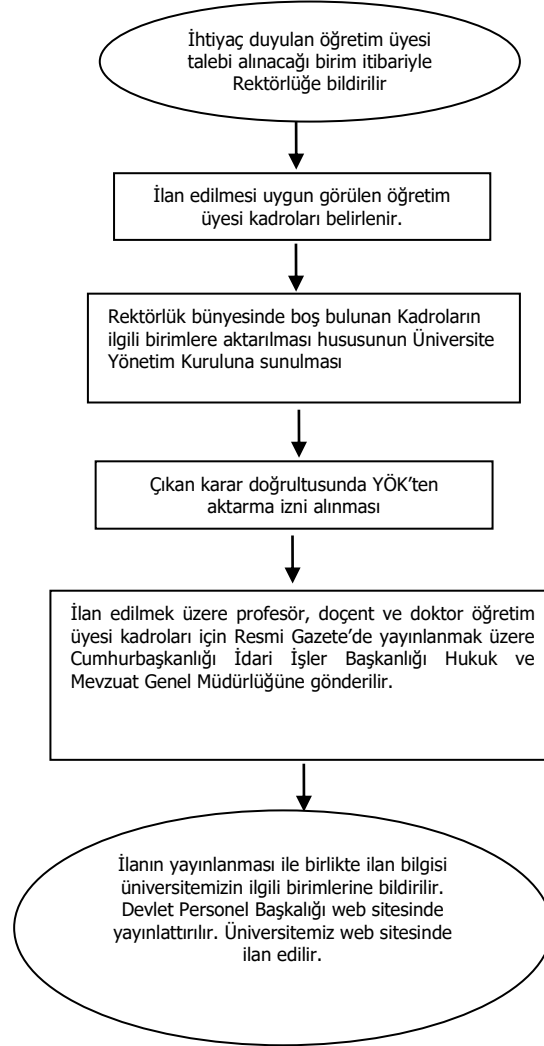 İhtiyaç duyulan öğretim üyesi
talebi alınacağı birim itibariyle
Rektörlüğe bildirilir
İlan edilmesi uygun görülen öğretim
üyesi kadroları belirlenir.
Rektörlük bünyesinde boş bulunan Kadroların
ilgili birimlere aktarılması hususunun Üniversite
Yönetim Kuruluna sunulması
Çıkan karar doğrultusunda YÖK’ten
aktarma izni alınması
İlan edilmek üzere profesör, doçent ve doktor öğretim
üyesi kadroları için Resmi Gazete’de yayınlanmak üzere
Cumhurbaşkanlığı İdari İşler Başkanlığı Hukuk ve
Mevzuat Genel Müdürlüğüne gönderilir.
İlanın yayınlanması ile birlikte ilan bilgisi
üniversitemizin ilgili birimlerine bildirilir.
Devlet Personel Başkalığı web sitesinde
yayınlattırılır. Üniversitemiz web sitesinde
ilan edilir.